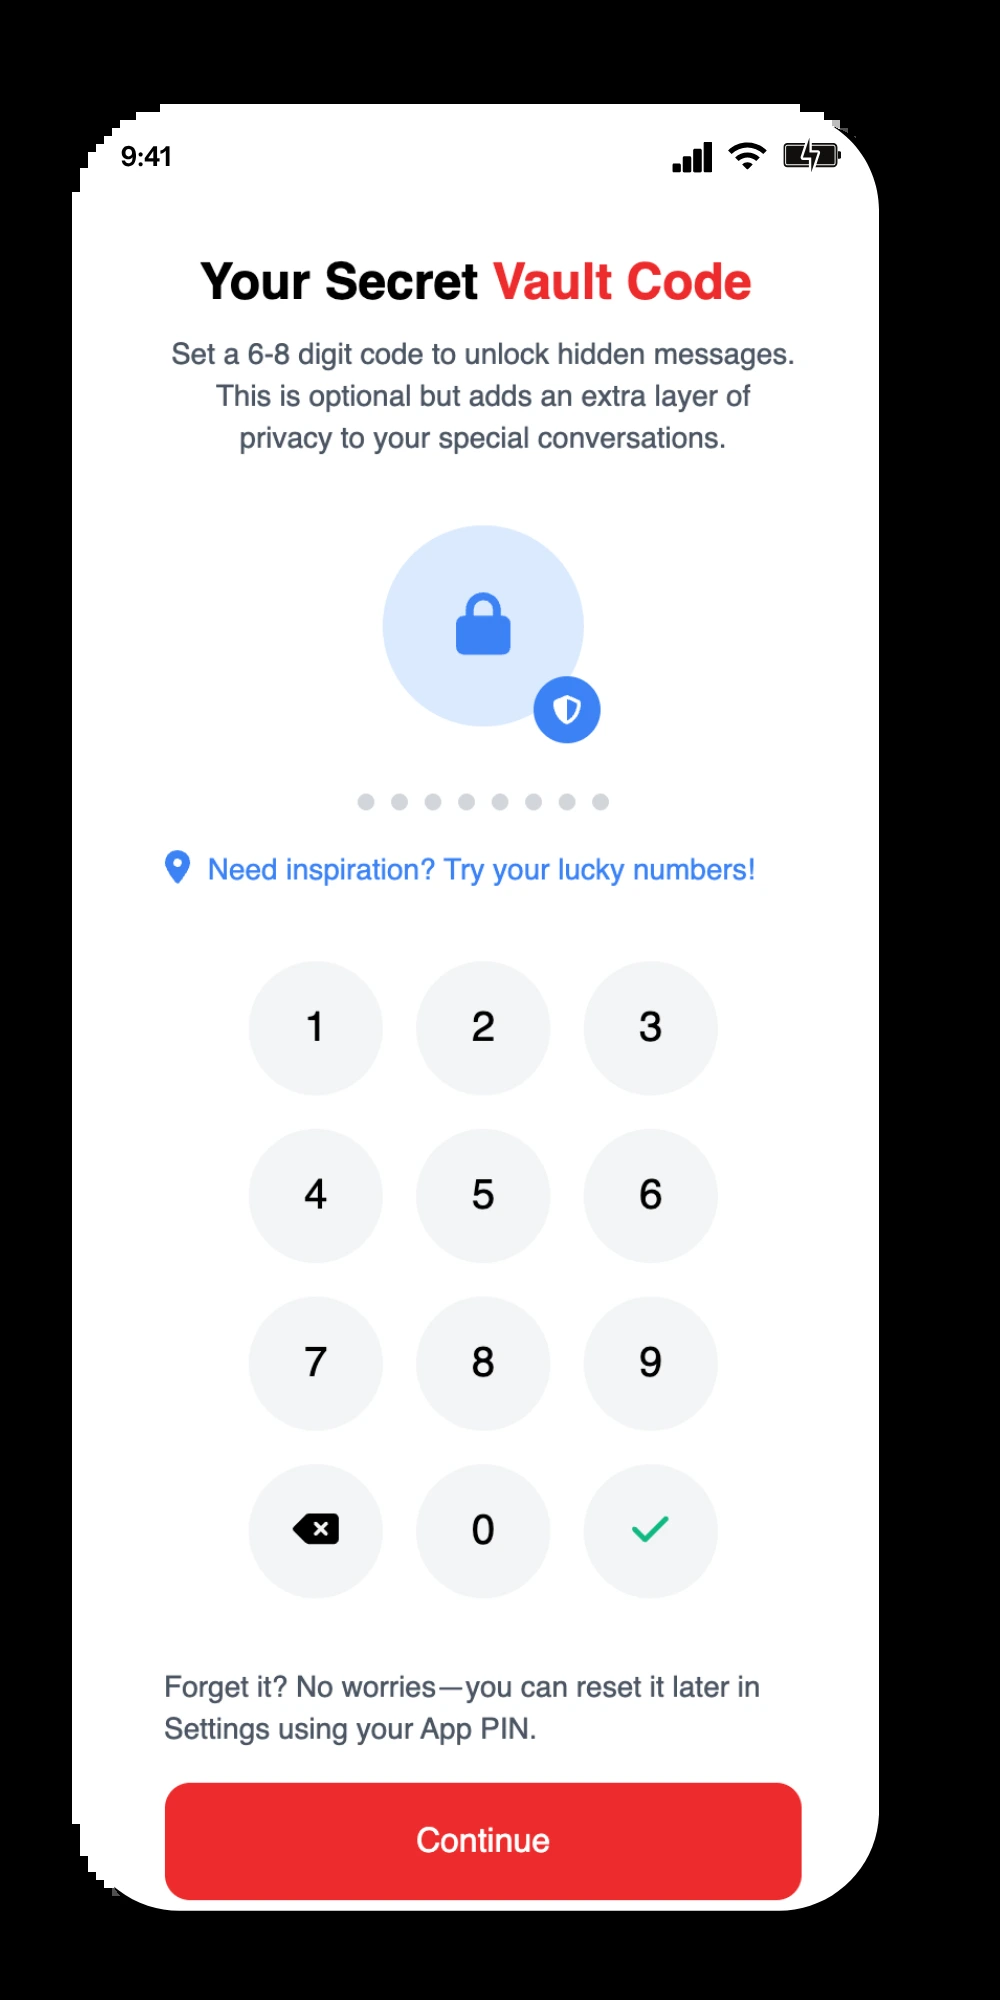 9:41
Your Secret Vault Code
Set a 6-8 digit code to unlock hidden messages.
This is optional but adds an extra layer of
privacy to your special conversations.
Need inspiration? Try your lucky numbers!
1 2 3
4 5 6
7 8 9
0
Forget it? No worries—you can reset it later in
Settings using your App PIN.
Continue